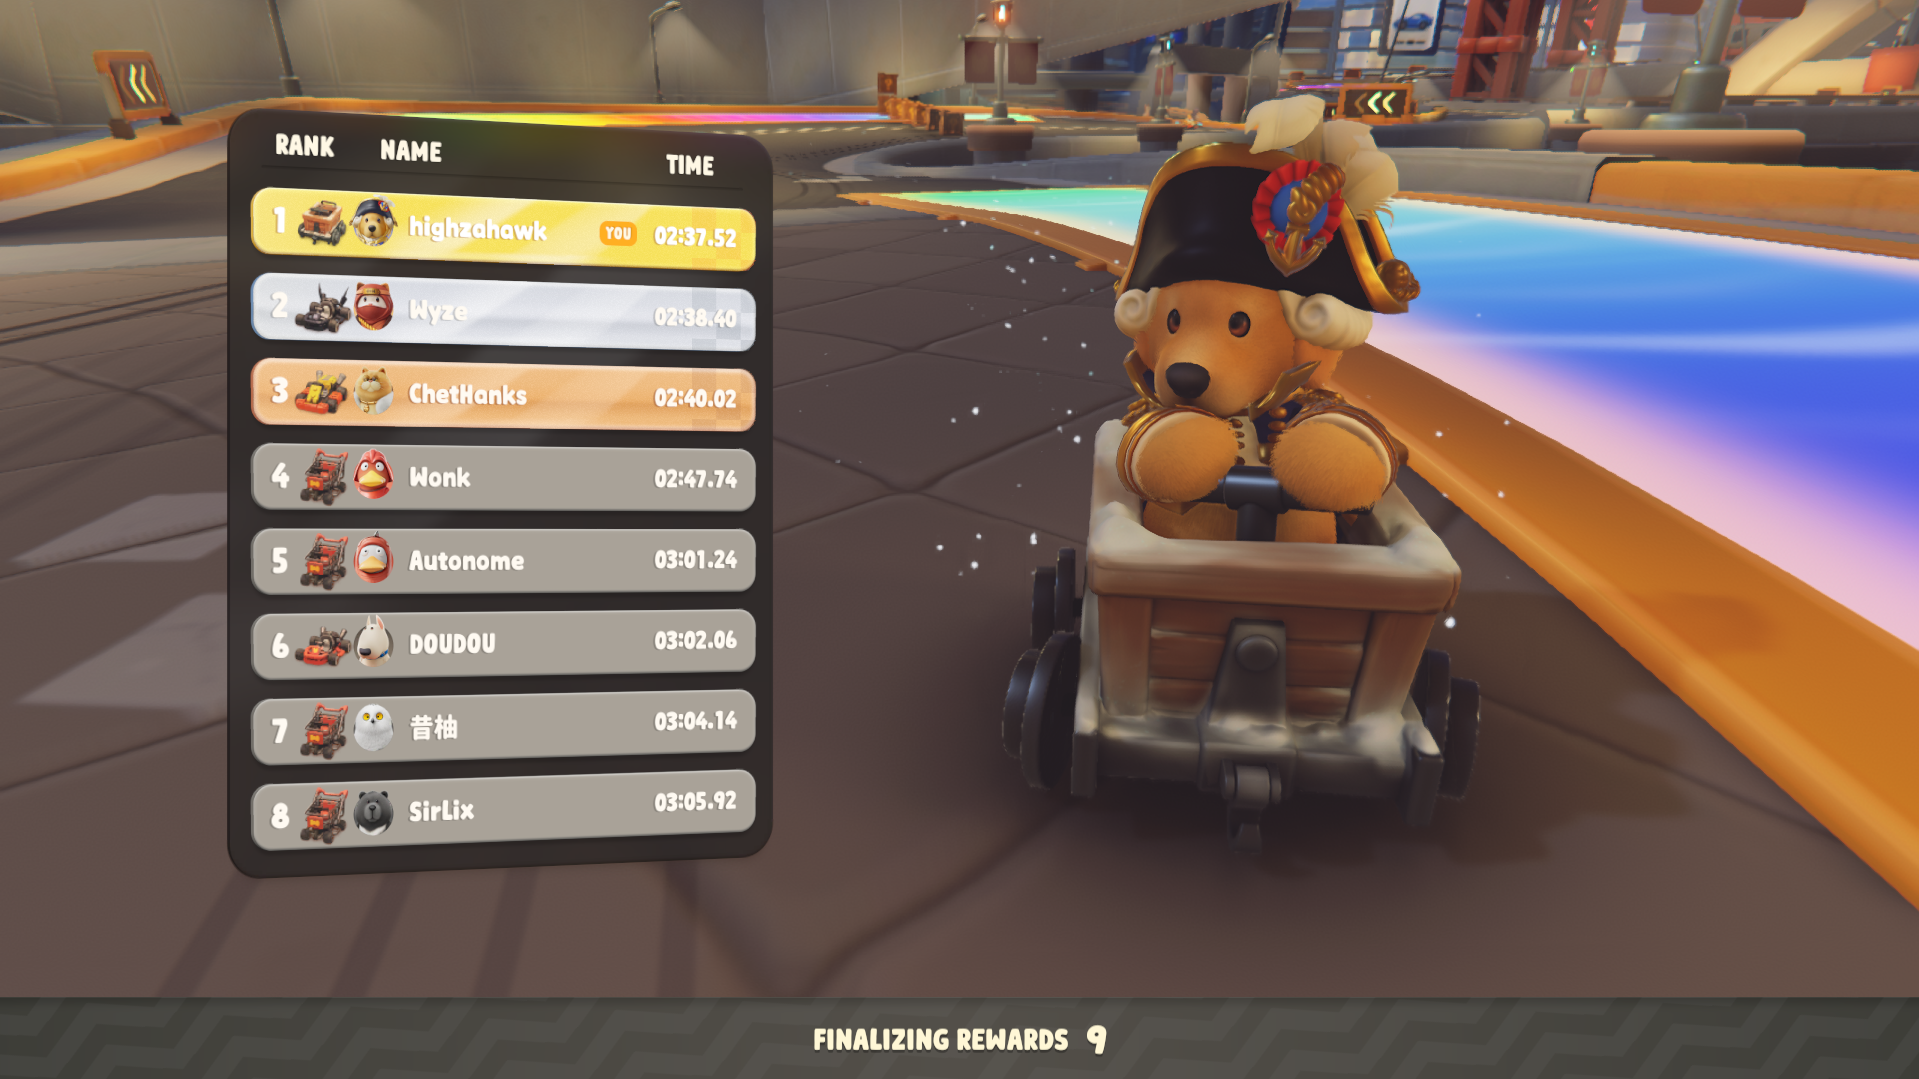 RANK NAME TIME
1 highzahawk YOU 02:37.52
2 Wyze 02:38.40
3 ChetHanks 02:40.02
4 Wonk 02:47.74
5 Autonome 03:01.24
6 DOUDOU 03:02.06
7 昔柚 03:04.14
8 SirLix 03:05.92
FINALIZING REWARDS 9